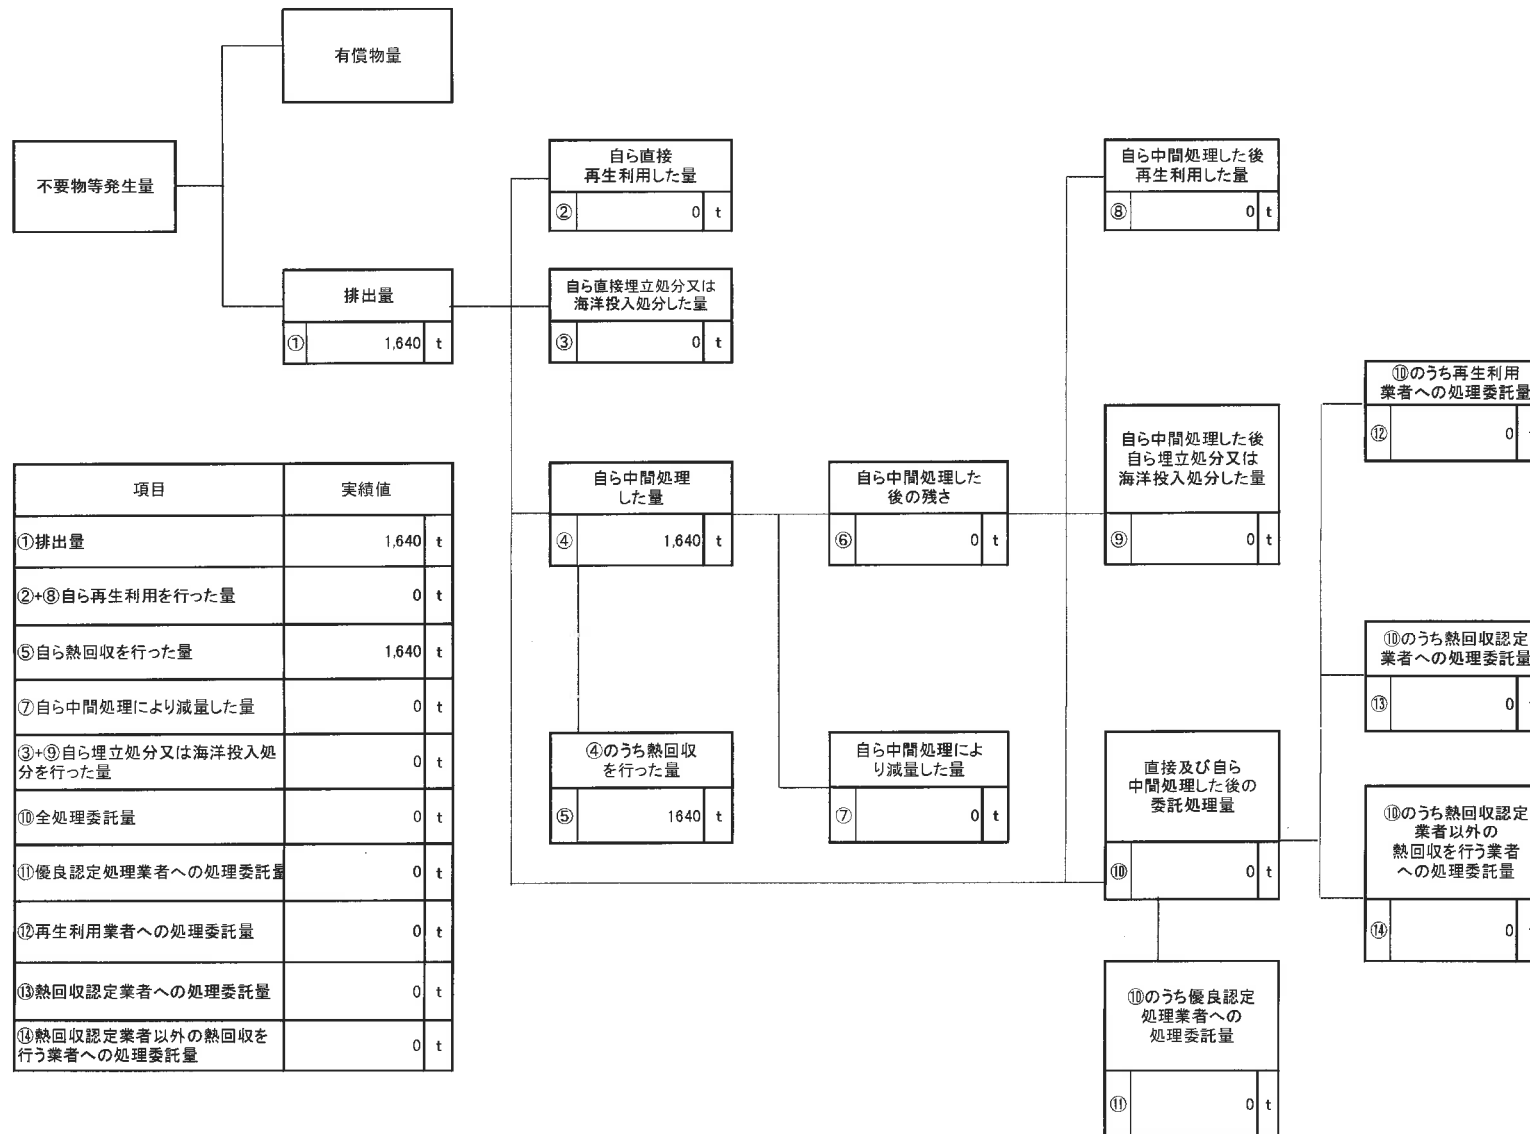 有償物量
不要物等発生量
排出量
① 1,640 t
自ら直接
再生利用した量
② 0 t
自ら直接埋立処分又は
海洋投入処分した量
③ 0 t
自ら中間処理
した量
④ 1,640 t
④のうち熱回収
を行った量
⑤ 1640 t
自ら中間処理した
後の残さ
⑥ 0 t
自ら中間処理によ
り減量した量
⑦ 0 t
自ら中間処理した後
再生利用した量
⑧ 0 t
自ら中間処理した後
自ら埋立処分又は
海洋投入処分した量
⑨ 0 t
直接及び自ら
中間処理した後の
委託処理量
⑩ 0 t
⑩のうち優良認定
処理業者への
処理委託量
⑪ 0 t
⑩のうち再生利用
業者への処理委託量
⑫ 0
⑩のうち熱回収認定
業者への処理委託量
⑬ 0
⑩のうち熱回収認定
業者以外の
熱回収を行う業者
への処理委託量
⑭ 0
項目 実績値
①排出量 1,640 t
②+⑧自ら再生利用を行った量 0 t
⑤自ら熱回収を行った量 1,640 t
⑦自ら中間処理により減量した量 0 t
③+⑨自ら埋立処分又は海洋投入処
分を行った量 0 t
⑩全処理委託量 0 t
⑪優良認定処理業者への処理委託量 0 t
⑫再生利用業者への処理委託量 0 t
⑬熱回収認定業者への処理委託量 0 t
⑭熱回収認定業者以外の熱回収を
行う業者への処理委託量 0 t